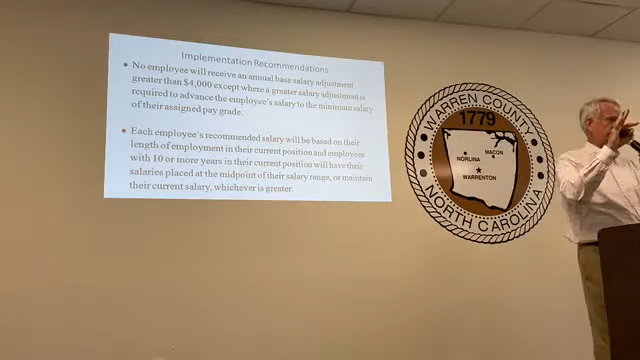 Implementation Recommendations
• No employee will receive an annual base salary adjustment
greater than $4,000 except where a greater salary adjustment is
required to advance the employee's salary to the minimum salary
of their assigned pay grade.
• Each employee's recommended salary will be based on their
length of employment in their current position and employees
with 10 or more years in their current position will have their
salaries placed at the midpoint of their salary range, or maintain
their current salary, whichever is greater.
WARREN COUNTY
1779
NORLINA
MACON
WARRENTON
NORTH CAROLINA